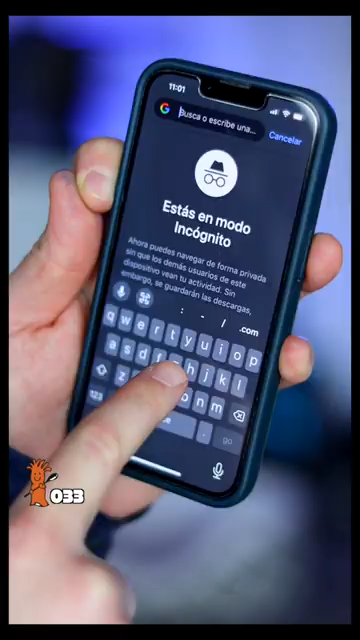 11:01
Busca o escribe una...
Cancelar
Estás en modo
Incógnito
Ahora puedes navegar de forma privada
sin que los demás usuarios de este
dispositivo vean tu actividad. Sin
embargo, se guardarán las descargas,
: - / .com
q w e r t y u i o p
a s d f h j k l
z b n m
123 . go
033